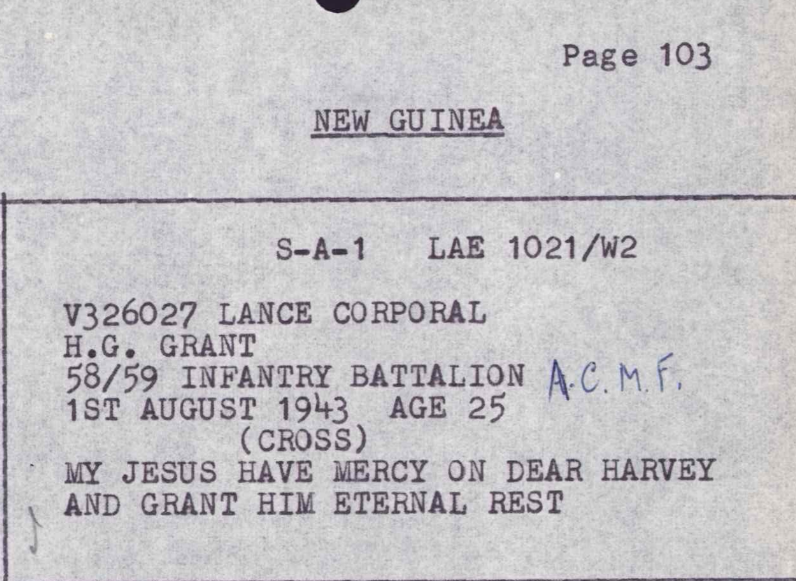 Page 103
NEW GUINEA
S-A-1 LAE 1021/W2
V326027 LANCE CORPORAL
H.G. GRANT
58/59 INFANTRY BATTALION A.C.M.F.
1ST AUGUST 1943 AGE 25
(CROSS)
MY JESUS HAVE MERCY ON DEAR HARVEY
AND GRANT HIM ETERNAL REST